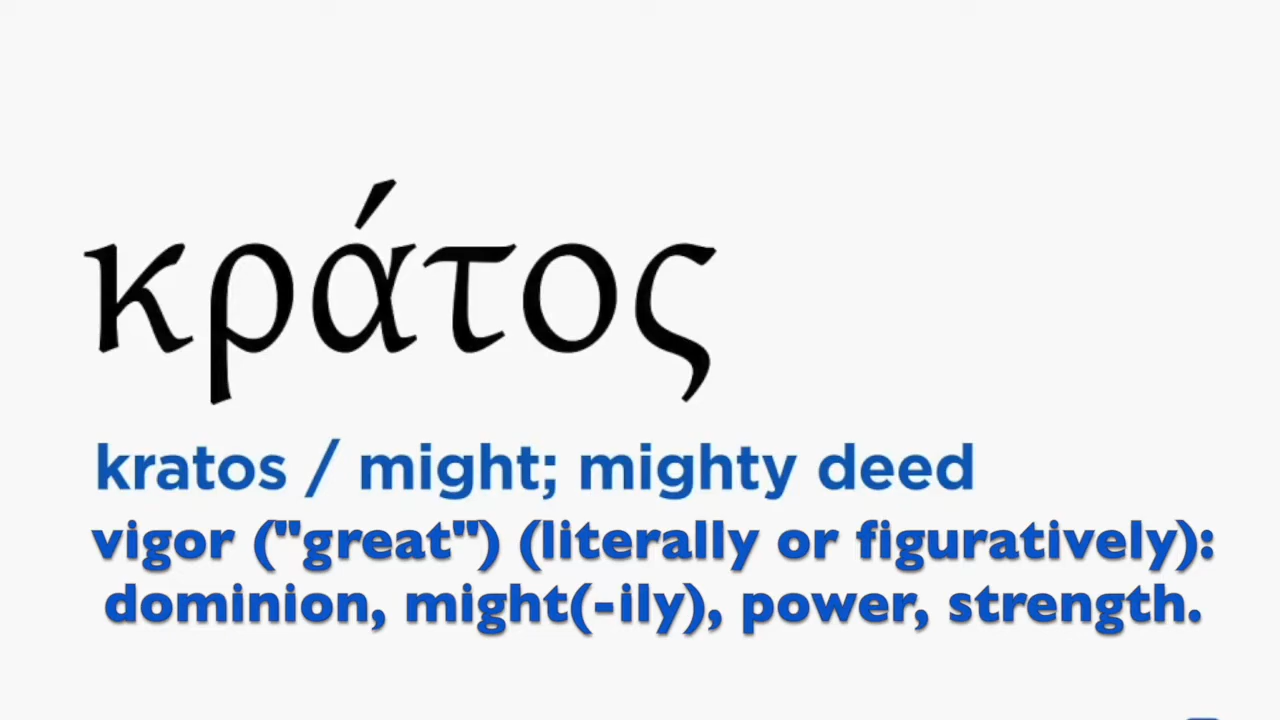 κράτος
kratos / might; mighty deed
vigor ("great") (literally or figuratively):
dominion, might(-ily), power, strength.